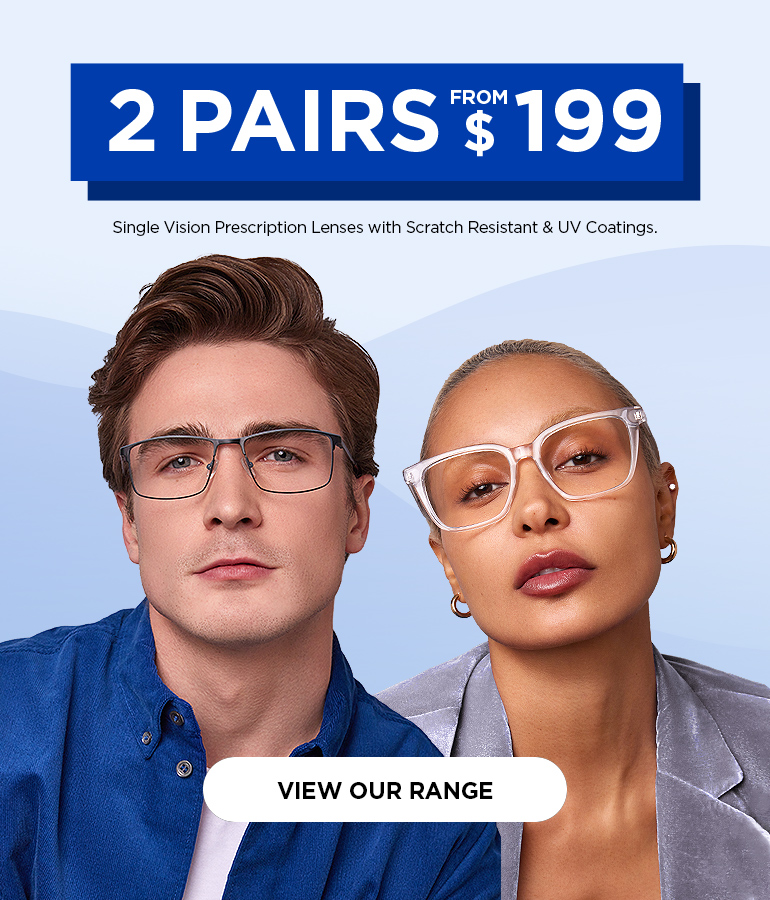 2 PAIRS FROM $199
Single Vision Prescription Lenses with Scratch Resistant & UV Coatings.
VIEW OUR RANGE